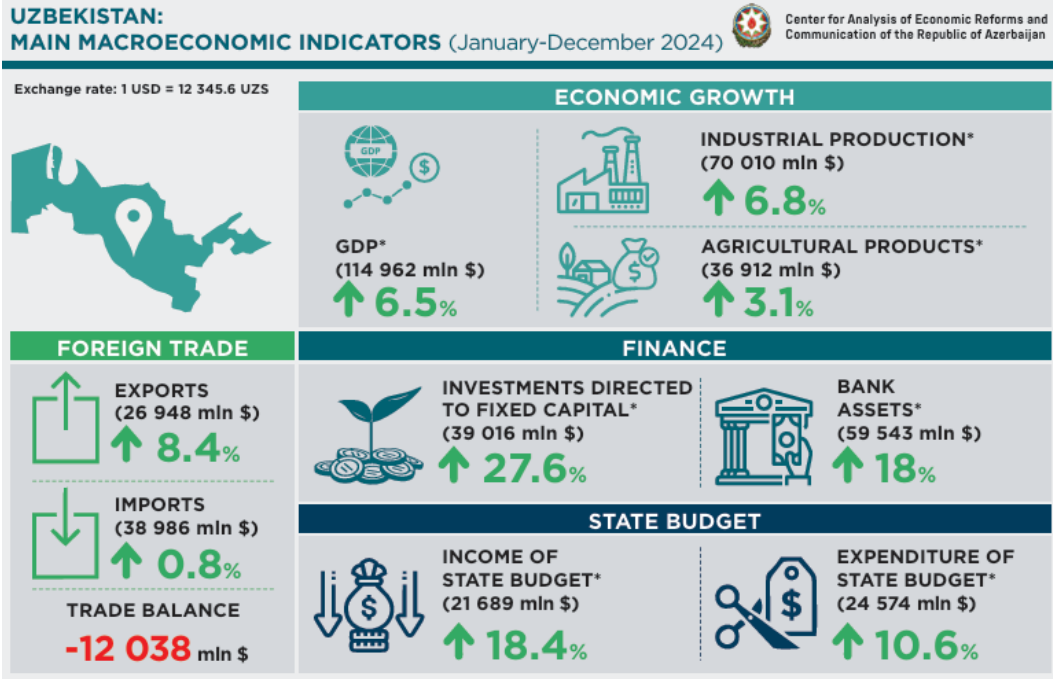 UZBEKISTAN:
MAIN MACROECONOMIC INDICATORS (January-December 2024)
Center for Analysis of Economic Reforms and
Communication of the Republic of Azerbaijan
Exchange rate: 1 USD = 12 345.6 UZS
ECONOMIC GROWTH
GDP
$
GDP*
(114 962 mln $)
6.5%
INDUSTRIAL PRODUCTION*
(70 010 mln $)
6.8%
$
AGRICULTURAL PRODUCTS*
(36 912 mln $)
3.1%
FOREIGN TRADE
EXPORTS
(26 948 mln $)
8.4%
IMPORTS
(38 986 mln $)
0.8%
TRADE BALANCE
-12 038 mln $
FINANCE
INVESTMENTS DIRECTED
TO FIXED CAPITAL*
(39 016 mln $)
27.6%
BANK
ASSETS*
(59 543 mln $)
18%
STATE BUDGET
$
INCOME OF
STATE BUDGET*
(21 689 mln $)
18.4%
$
EXPENDITURE OF
STATE BUDGET*
(24 574 mln $)
10.6%